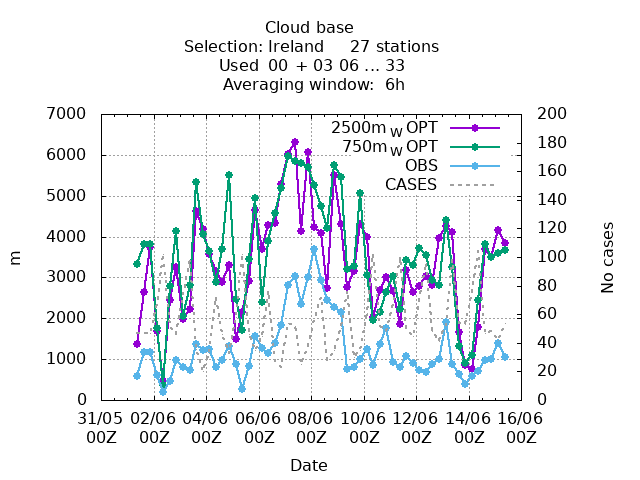 Cloud base
Selection: Ireland 27 stations
Used 00 + 03 06 ... 33
Averaging window: 6h
7000
6000
5000
4000
3000
2000
1000
0
200
180
160
140
120
100
80
60
40
20
0
2500m w OPT
750m w OPT
OBS
CASES
m
No cases
31/05 02/06 04/06 06/06 08/06 10/06 12/06 14/06 16/06
00Z 00Z 00Z 00Z 00Z 00Z 00Z 00Z 00Z
Date